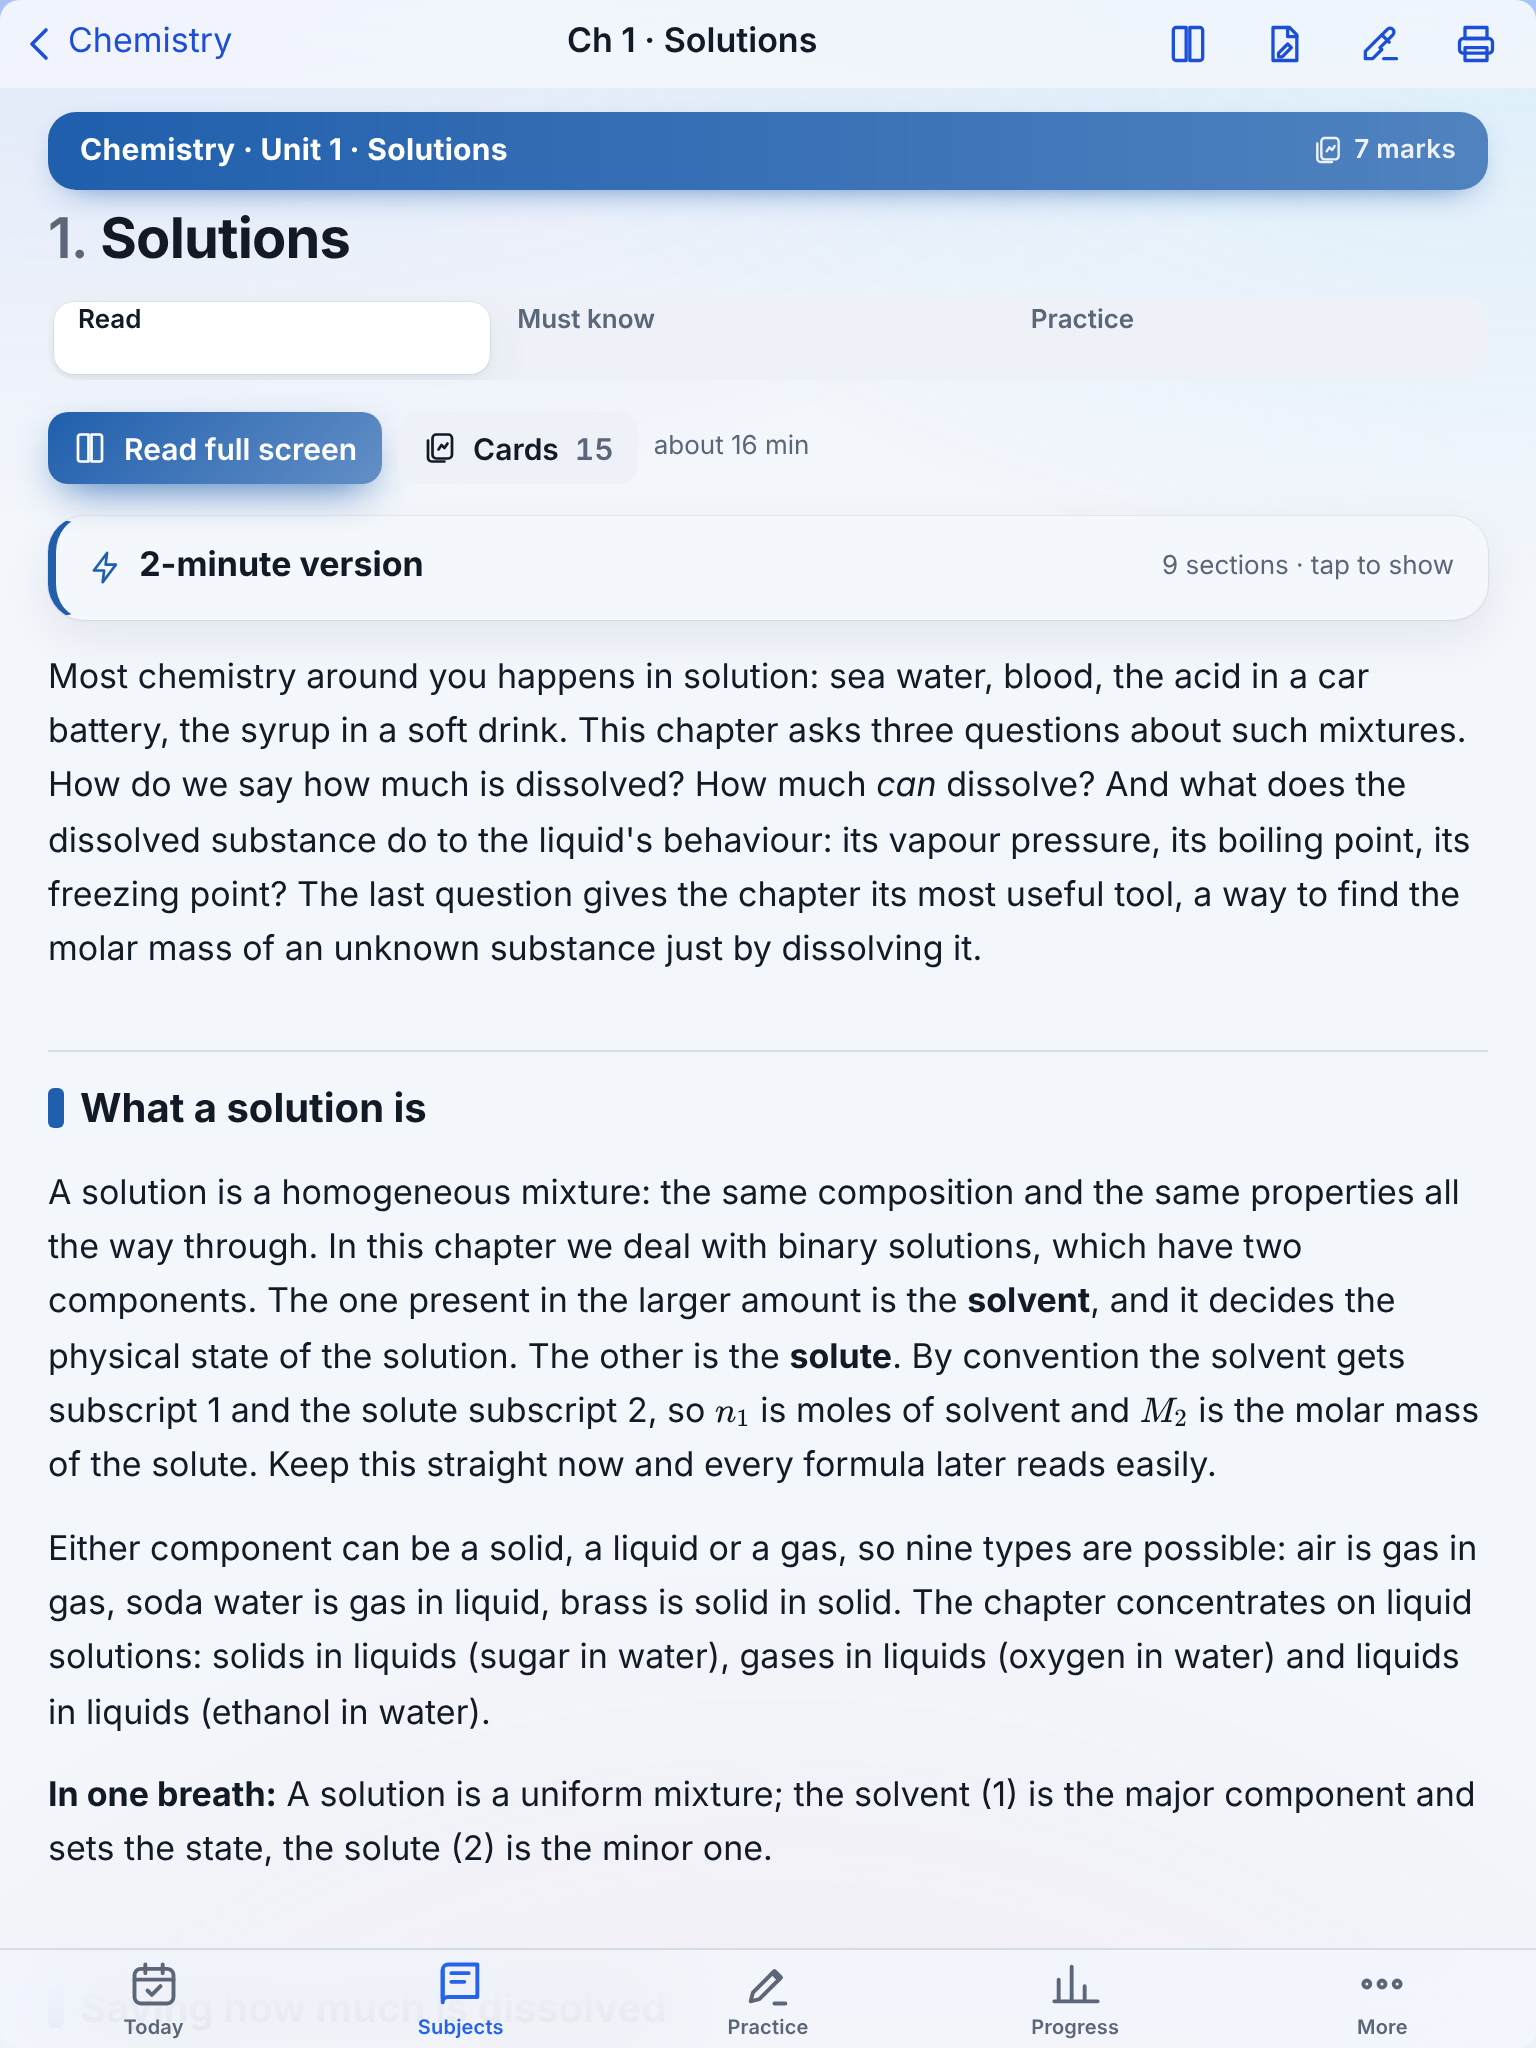 Chemistry
Ch 1 · Solutions
Chemistry · Unit 1 · Solutions
7 marks
1. Solutions
Read
Must know
Practice
Read full screen
Cards 15
about 16 min
2-minute version
9 sections · tap to show
Most chemistry around you happens in solution: sea water, blood, the acid in a car
battery, the syrup in a soft drink. This chapter asks three questions about such mixtures.
How do we say how much is dissolved? How much can dissolve? And what does the
dissolved substance do to the liquid's behaviour: its vapour pressure, its boiling point, its
freezing point? The last question gives the chapter its most useful tool, a way to find the
molar mass of an unknown substance just by dissolving it.
What a solution is
A solution is a homogeneous mixture: the same composition and the same properties all
the way through. In this chapter we deal with binary solutions, which have two
components. The one present in the larger amount is the solvent, and it decides the
physical state of the solution. The other is the solute. By convention the solvent gets
subscript 1 and the solute subscript 2, so n₁ is moles of solvent and M₂ is the molar mass
of the solute. Keep this straight now and every formula later reads easily.
Either component can be a solid, a liquid or a gas, so nine types are possible: air is gas in
gas, soda water is gas in liquid, brass is solid in solid. The chapter concentrates on liquid
solutions: solids in liquids (sugar in water), gases in liquids (oxygen in water) and liquids
in liquids (ethanol in water).
In one breath: A solution is a uniform mixture; the solvent (1) is the major component and
sets the state, the solute (2) is the minor one.
Saying how much is dissolved
Today
Subjects
Practice
Progress
More